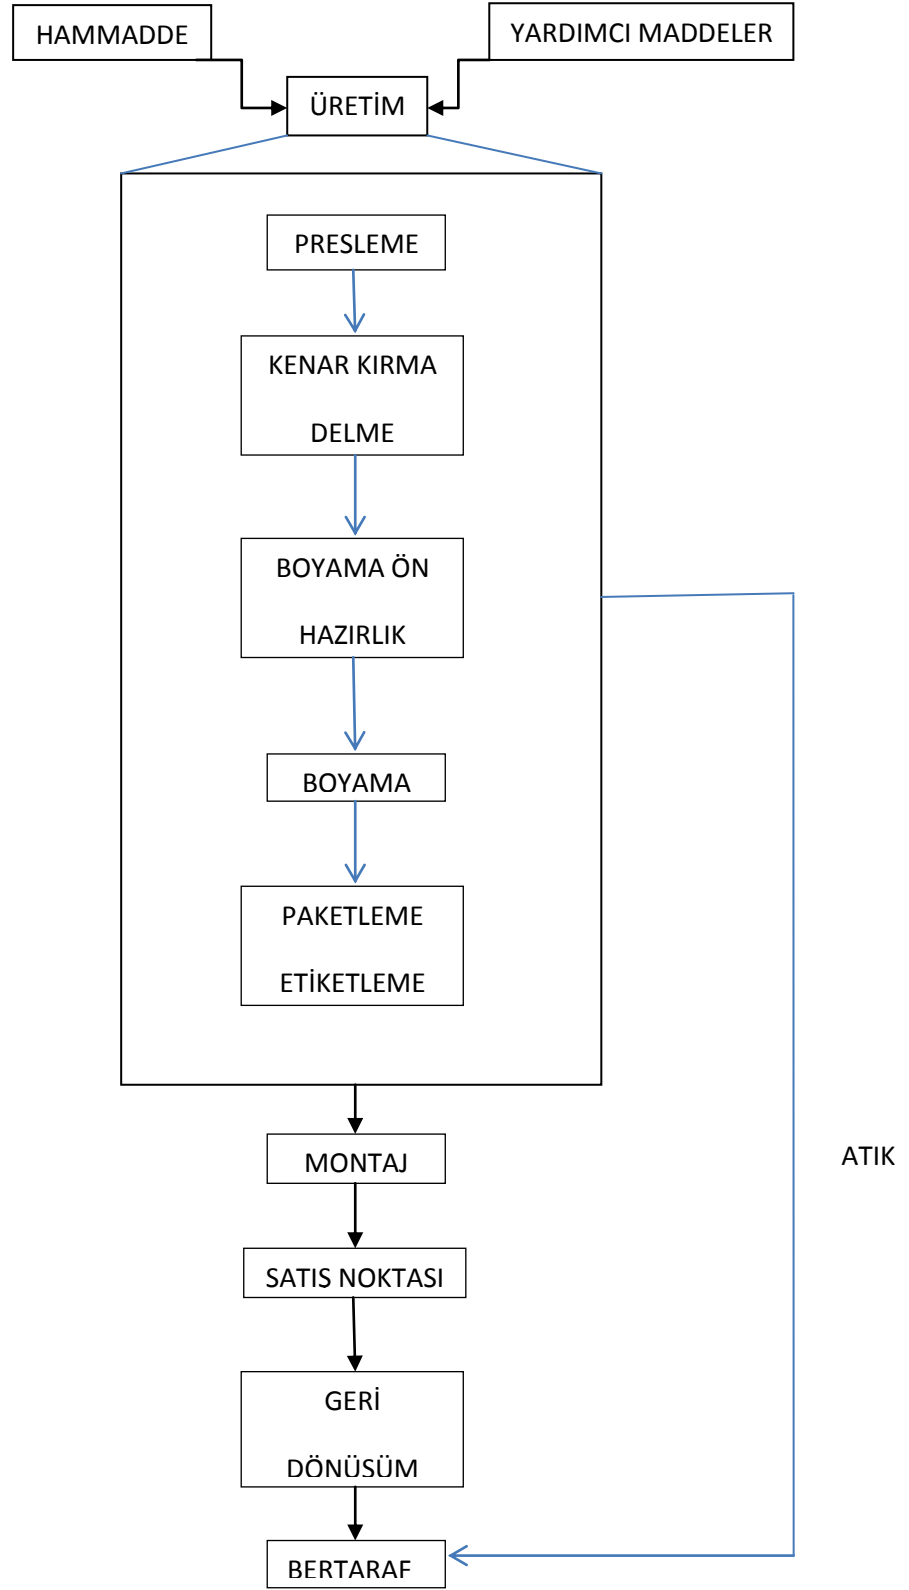 HAMMADDE
YARDIMCI MADDELER
ÜRETİM
PRESLEME
KENAR KIRMA
DELME
BOYAMA ÖN
HAZIRLIK
BOYAMA
PAKETLEME
ETİKETLEME
MONTAJ
ATIK
SATIS NOKTASI
GERİ
DÖNÜSÜM
BERTARAF